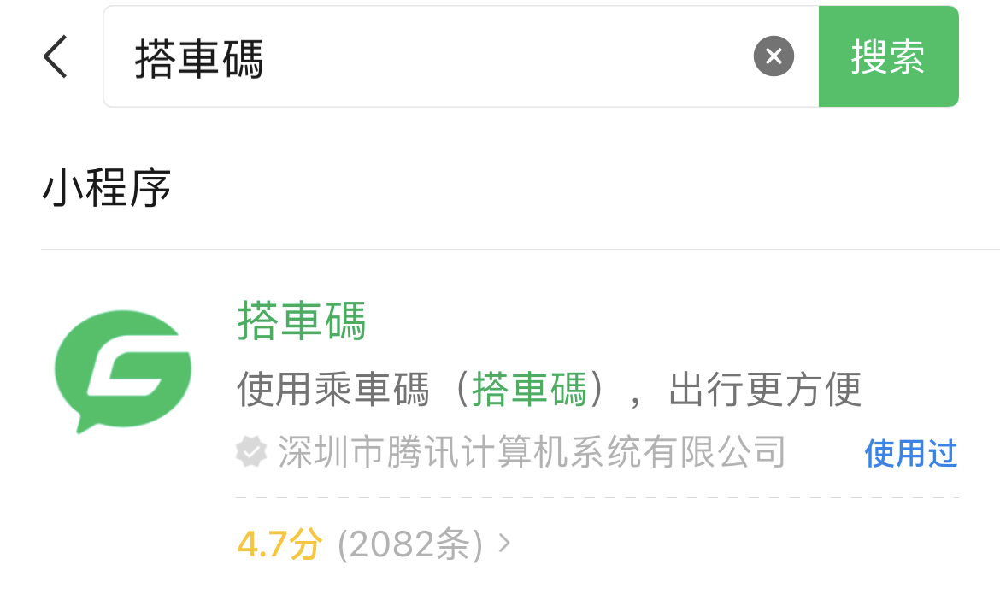 搭車碼
搜索
小程序
搭車碼
使用乘車碼（搭車碼），出行更方便
深圳市腾讯计算机系统有限公司
使用过
4.7分 (2082条)